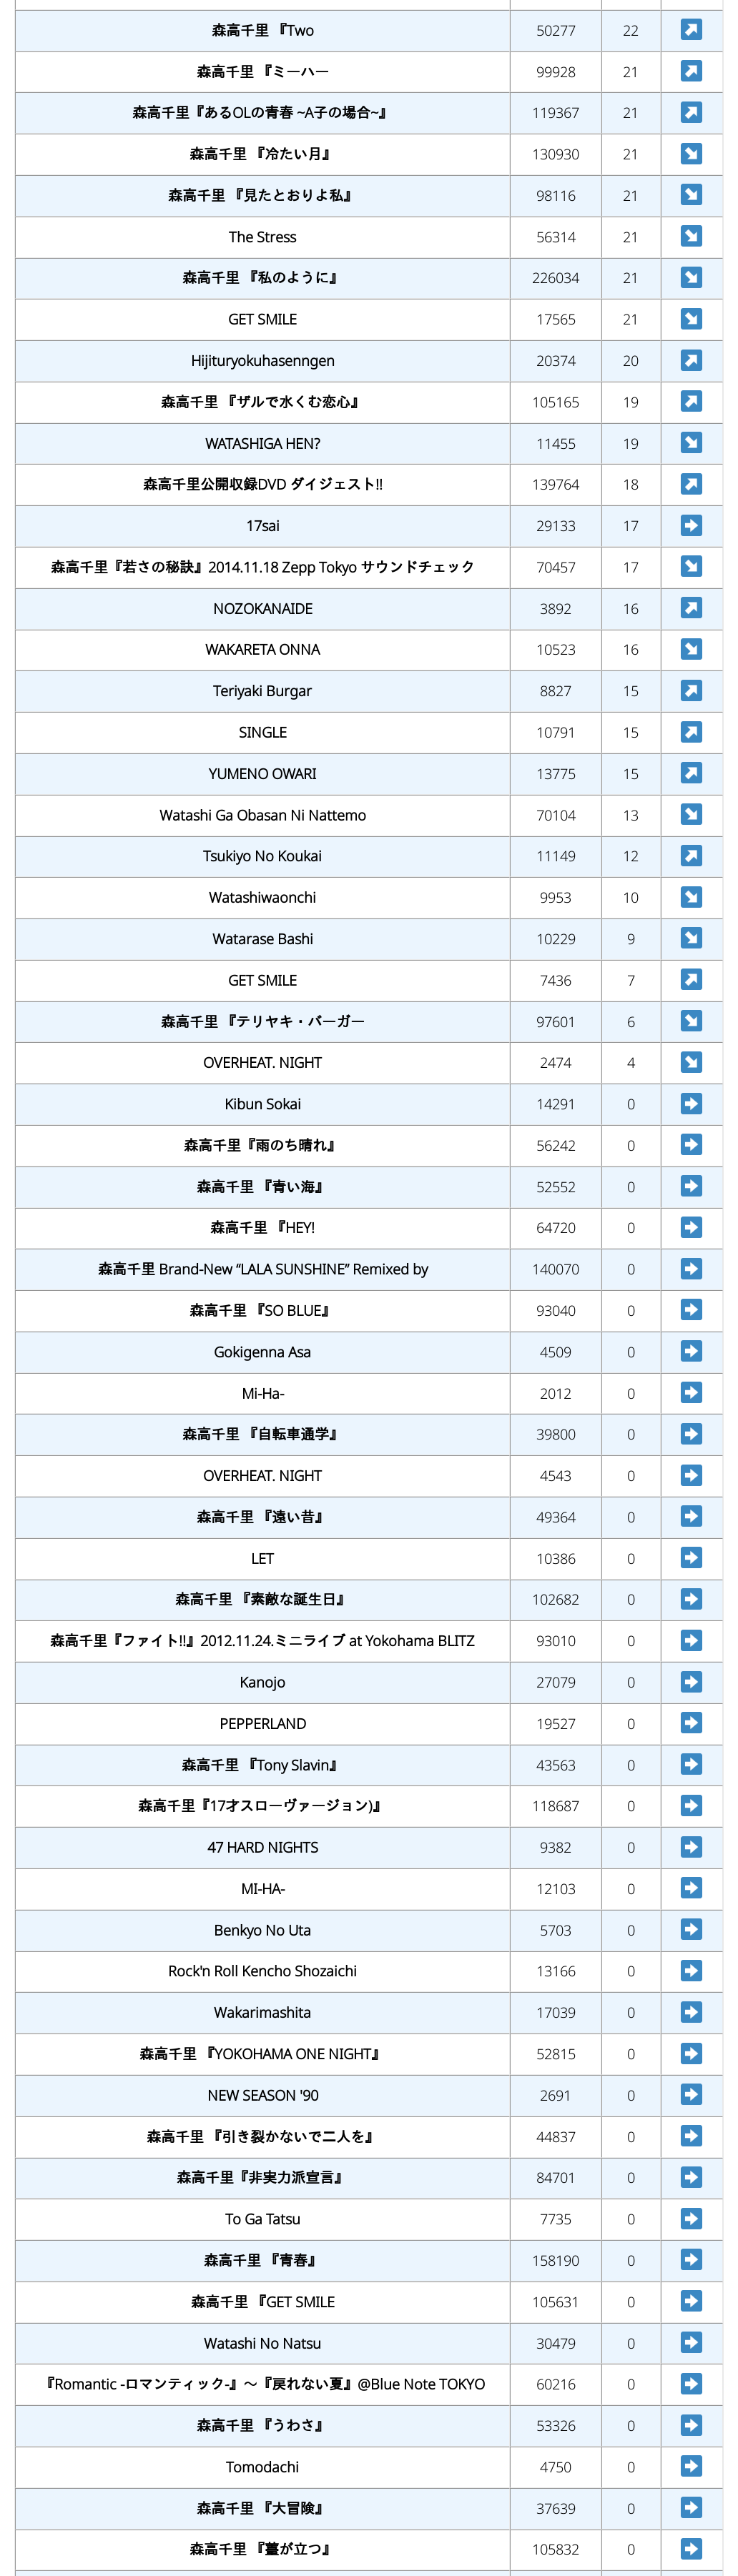 森高千里 『Two 50277 22
森高千里 『ミーハー 99928 21
森高千里『あるOLの青春 ~A子の場合~』 119367 21
森高千里 『冷たい月』 130930 21
森高千里 『見たとおりよ私』 98116 21
The Stress 56314 21
森高千里 『私のように』 226034 21
GET SMILE 17565 21
Hijituryokuhasenngen 20374 20
森高千里 『ザルで水くむ恋心』 105165 19
WATASHIGA HEN? 11455 19
森高千里公開収録DVD ダイジェスト!! 139764 18
17sai 29133 17
森高千里『若さの秘訣』2014.11.18 Zepp Tokyo サウンドチェック 70457 17
NOZOKANAIDE 3892 16
WAKARETA ONNA 10523 16
Teriyaki Burgar 8827 15
SINGLE 10791 15
YUMENO OWARI 13775 15
Watashi Ga Obasan Ni Nattemo 70104 13
Tsukiyo No Koukai 11149 12
Watashiwaonchi 9953 10
Watarase Bashi 10229 9
GET SMILE 7436 7
森高千里 『テリヤキ・バーガー 97601 6
OVERHEAT. NIGHT 2474 4
Kibun Sokai 14291 0
森高千里『雨のち晴れ』 56242 0
森高千里 『青い海』 52552 0
森高千里 『HEY! 64720 0
森高千里 Brand-New “LALA SUNSHINE” Remixed by 140070 0
森高千里 『SO BLUE』 93040 0
Gokigenna Asa 4509 0
Mi-Ha- 2012 0
森高千里 『自転車通学』 39800 0
OVERHEAT. NIGHT 4543 0
森高千里 『遠い昔』 49364 0
LET 10386 0
森高千里 『素敵な誕生日』 102682 0
森高千里『ファイト!!』2012.11.24.ミニライブ at Yokohama BLITZ 93010 0
Kanojo 27079 0
PEPPERLAND 19527 0
森高千里 『Tony Slavin』 43563 0
森高千里『17才スローヴァージョン)』 118687 0
47 HARD NIGHTS 9382 0
MI-HA- 12103 0
Benkyo No Uta 5703 0
Rock'n Roll Kencho Shozaichi 13166 0
Wakarimashita 17039 0
森高千里 『YOKOHAMA ONE NIGHT』 52815 0
NEW SEASON '90 2691 0
森高千里 『引き裂かないで二人を』 44837 0
森高千里『非実力派宣言』 84701 0
To Ga Tatsu 7735 0
森高千里 『青春』 158190 0
森高千里 『GET SMILE 105631 0
Watashi No Natsu 30479 0
『Romantic -ロマンティック-』〜『戻れない夏』@Blue Note TOKYO 60216 0
森高千里 『うわさ』 53326 0
Tomodachi 4750 0
森高千里 『大冒険』 37639 0
森高千里 『薹が立つ』 105832 0